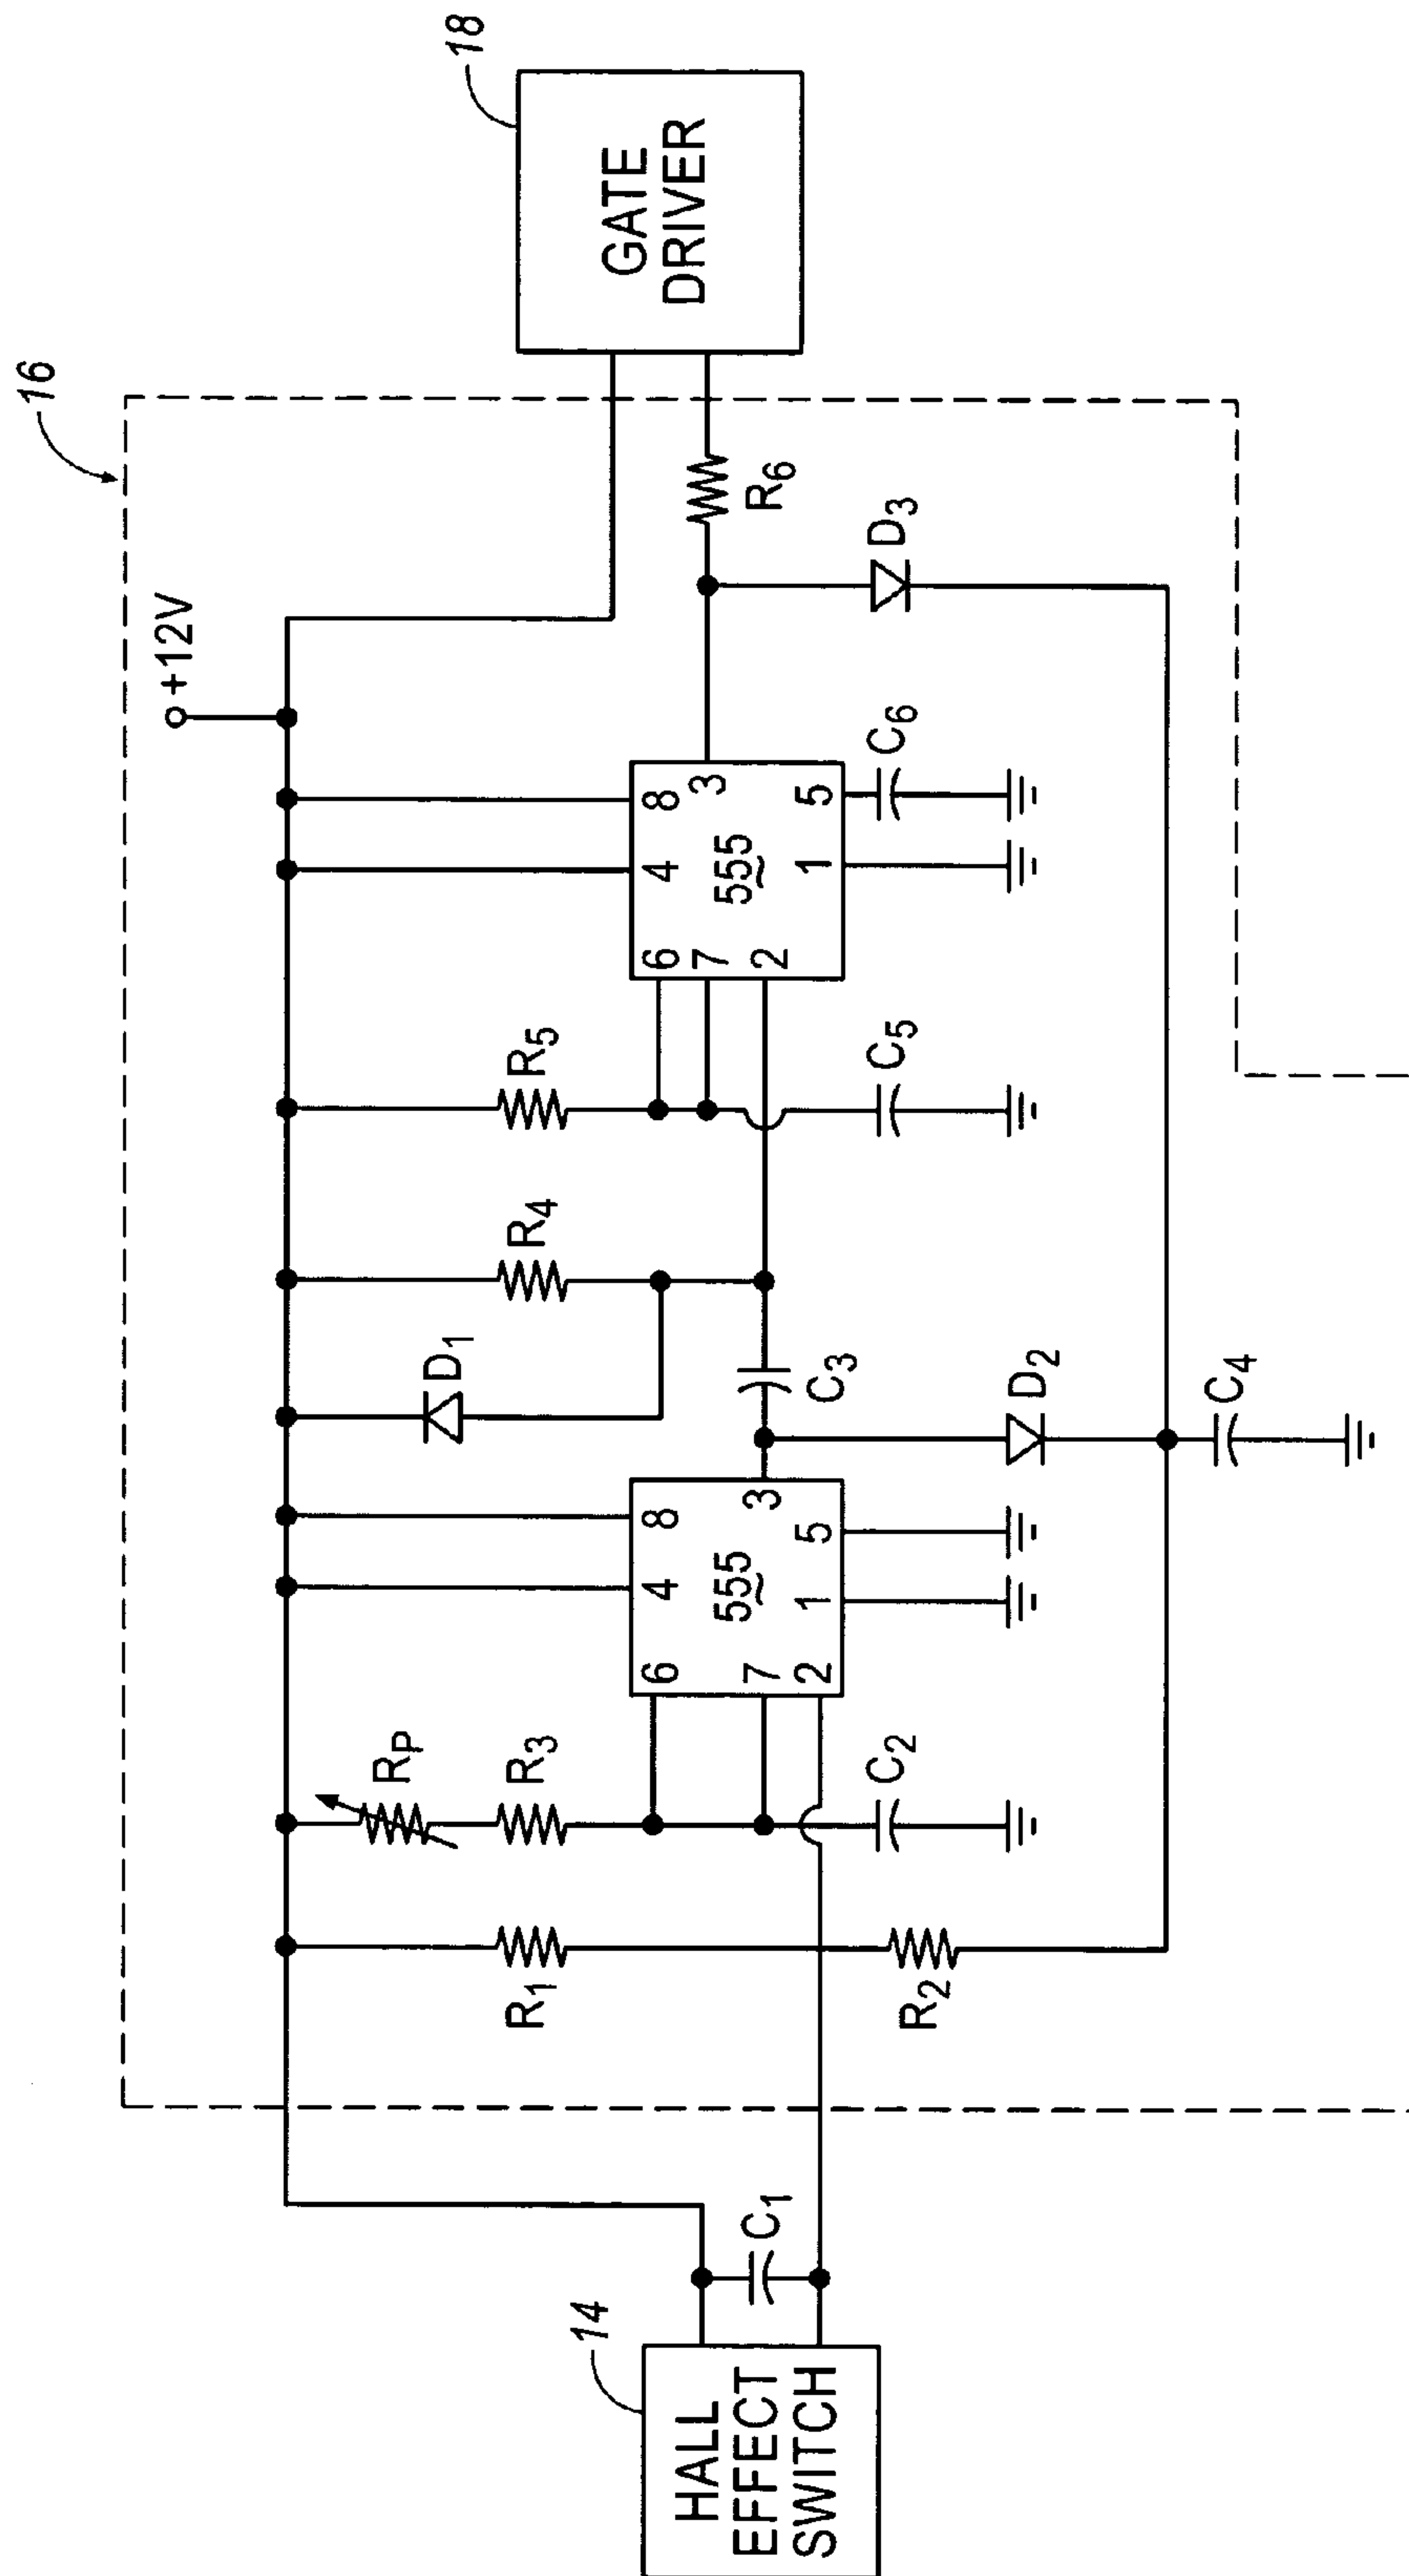 16
18
+12V
HALL
EFFECT
SWITCH
14
C1
R1
R2
RP
R3
C2
6
7
2
4
8
555
3
1
5
D1
R4
C3
D2
C4
R5
C5
6
7
2
4
8
555
3
1
5
C6
D3
R6
GATE
DRIVER